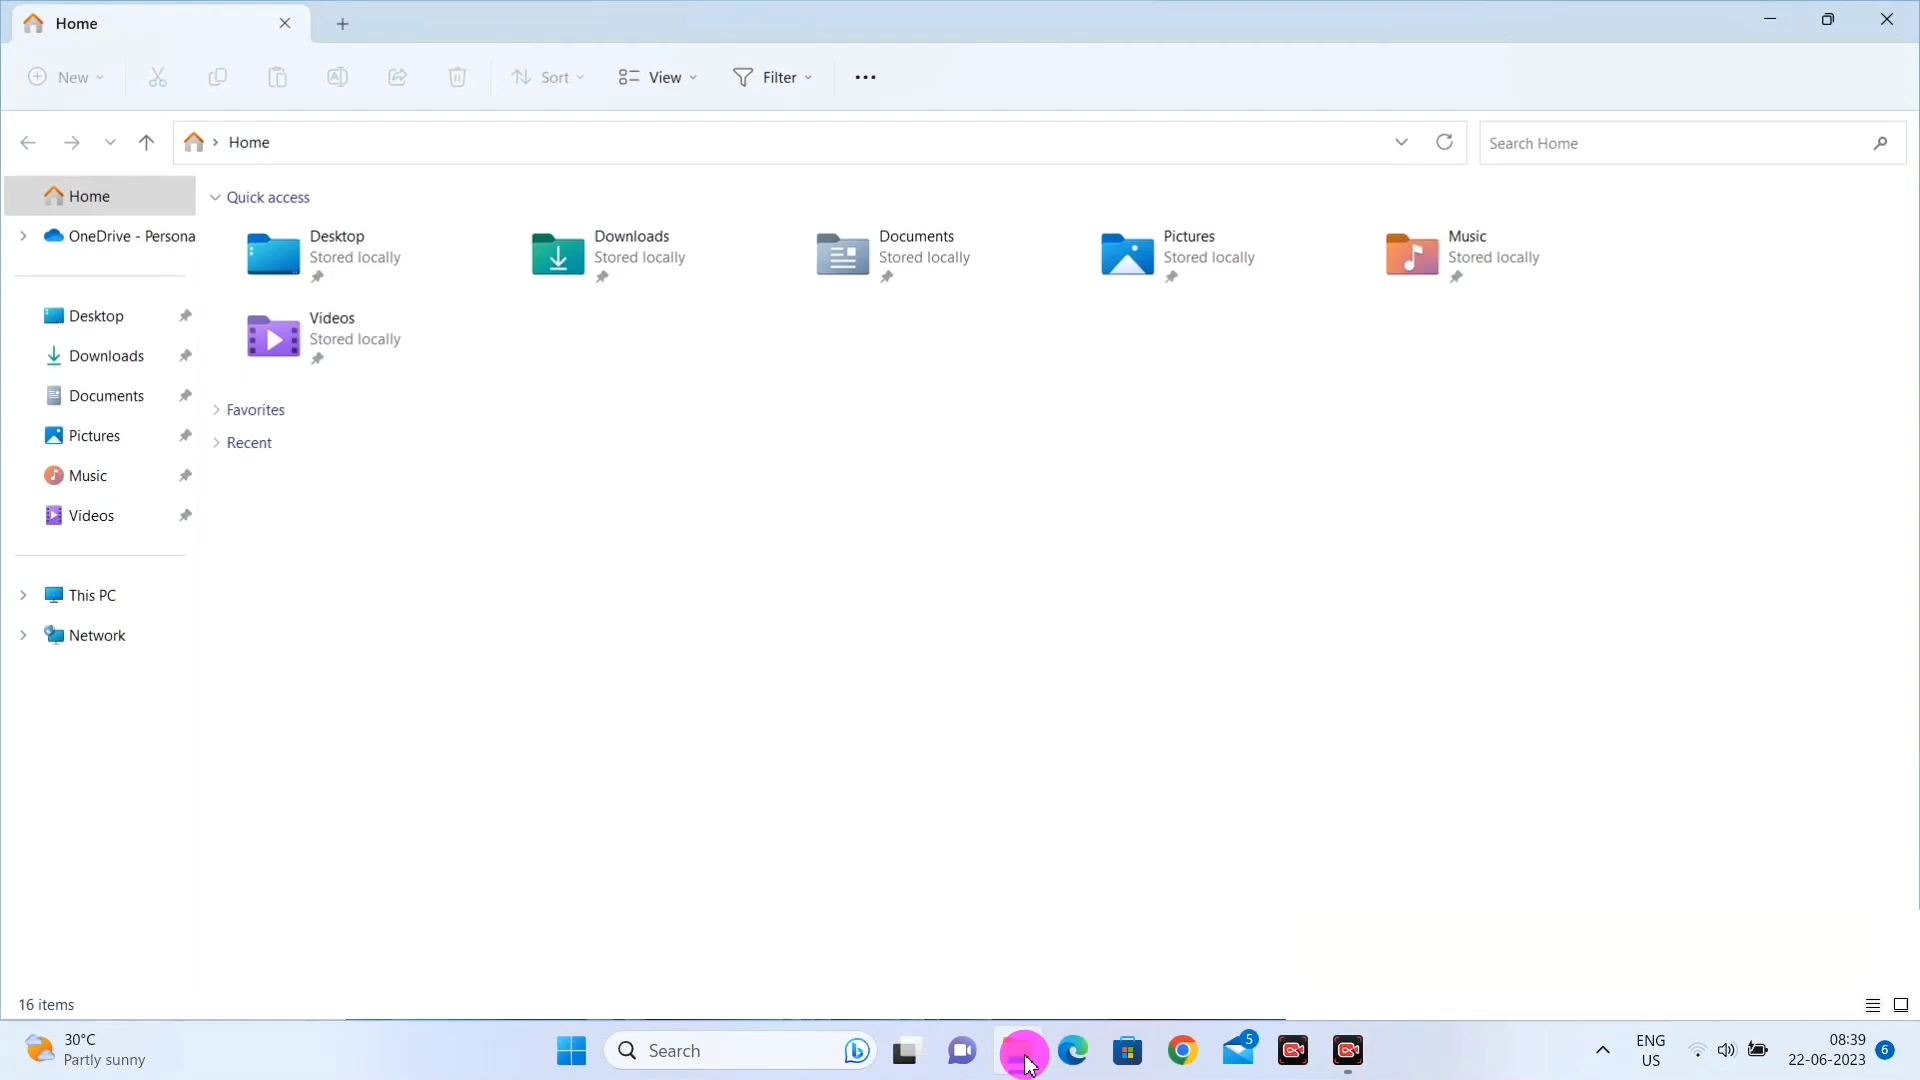 Home
New
Sort
View
Filter
Home
Search Home
Home
OneDrive - Persona
Desktop
Downloads
Documents
Pictures
Music
Videos
This PC
Network
Quick access
Desktop
Stored locally
Downloads
Stored locally
Documents
Stored locally
Pictures
Stored locally
Music
Stored locally
Videos
Stored locally
Favorites
Recent
16 items
30°C
Partly sunny
Search
5
ENG
US
08:39
22-06-2023
6